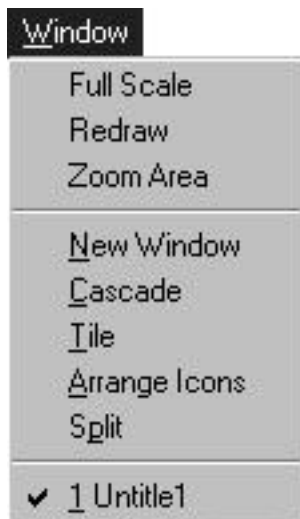 Window
Full Scale
Redraw
Zoom Area
New Window
Cascade
Tile
Arrange Icons
Split
1 Untitle1